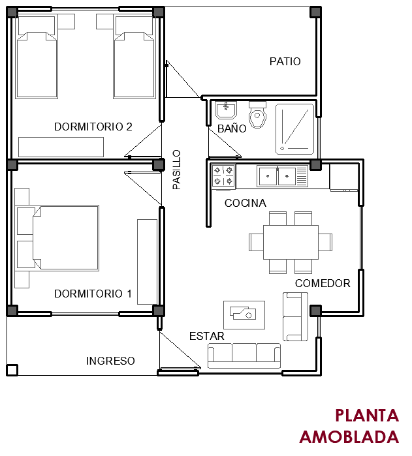 PATIO
DORMITORIO 2
BAÑO
PASILLO
COCINA
COMEDOR
DORMITORIO 1
ESTAR
INGRESO
PLANTA
AMOBLADA